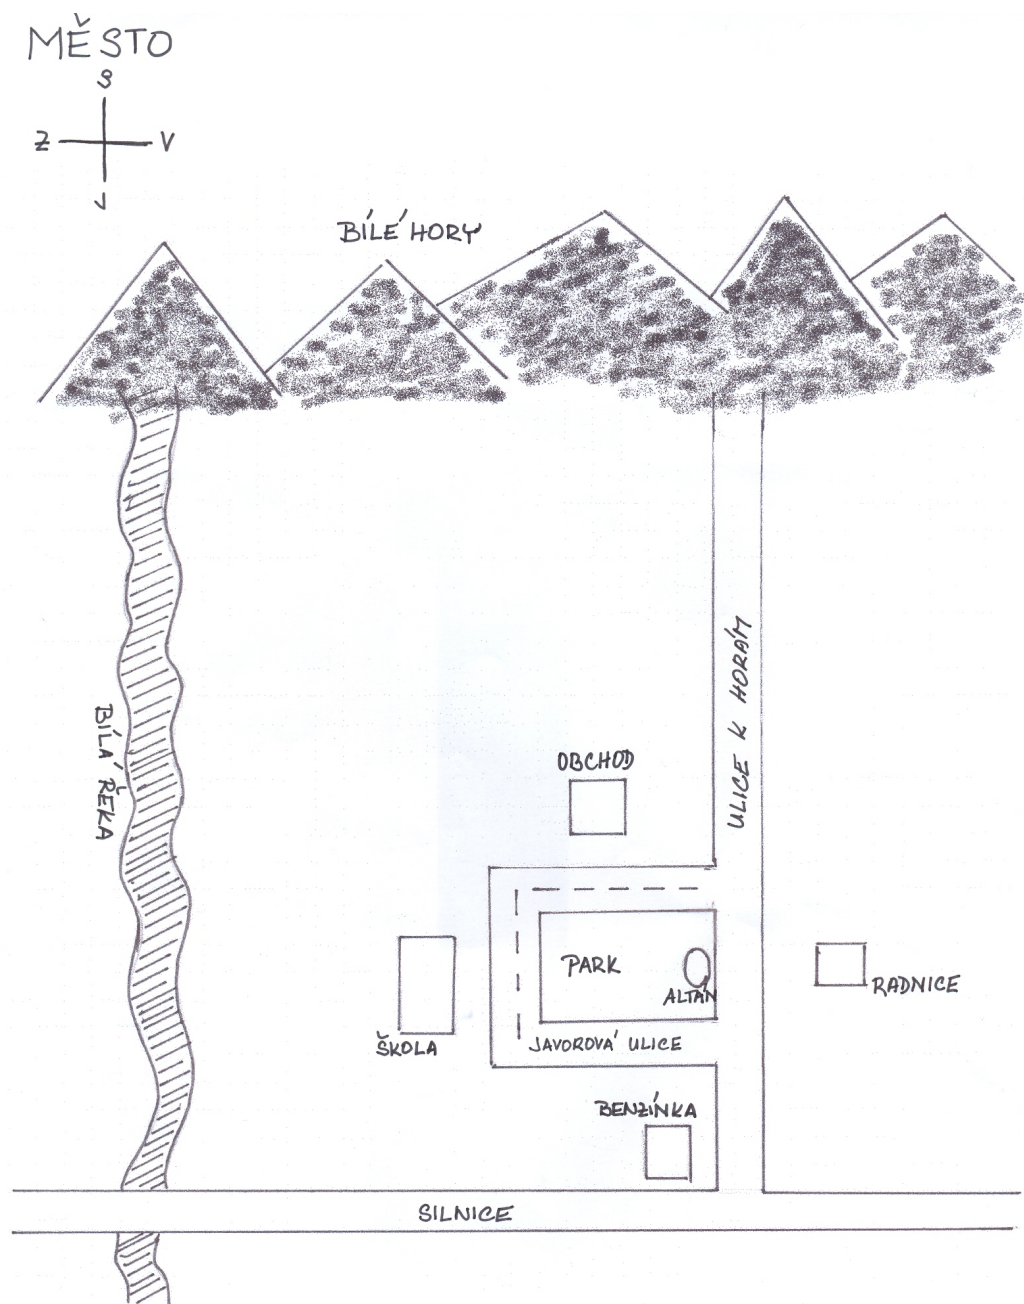 MĚSTO
S
Z V
J
BÍLÉ HORY
ULICE K HORÁM
BÍLÁ ŘEKA
OBCHOD
PARK
ALTÁN
RADNICE
ŠKOLA
JAVOROVÁ ULICE
BENZÍNKA
SILNICE